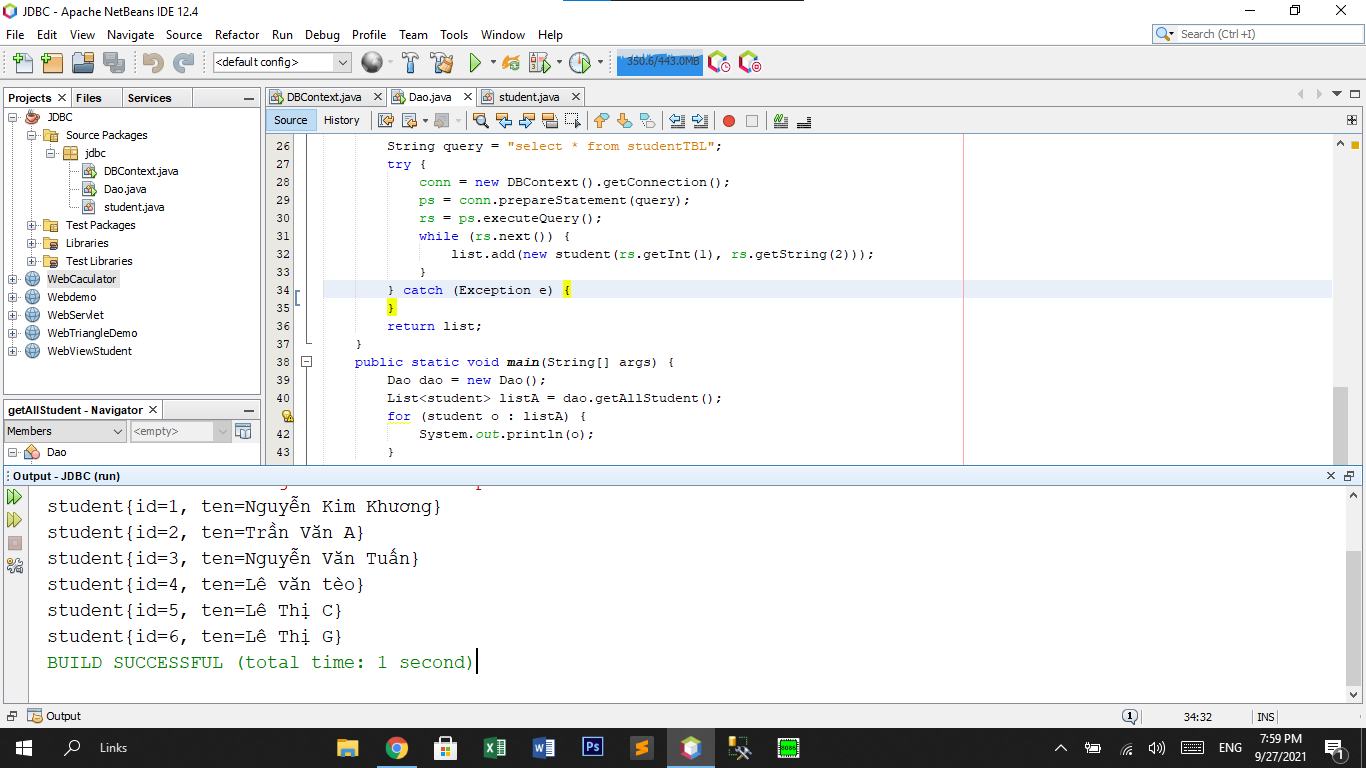 JDBC - Apache NetBeans IDE 12.4
File Edit View Navigate Source Refactor Run Debug Profile Team Tools Window Help
Search (Ctrl+I)
<default config>
350.6/443.0MB
Projects Files Services
JDBC
Source Packages
jdbc
DBContext.java
Dao.java
student.java
Test Packages
Libraries
Test Libraries
WebCaculator
Webdemo
WebServlet
WebTriangleDemo
WebViewStudent
getAllStudent - Navigator
Members <empty>
Dao
DBContext.java Dao.java student.java
Source History
26 String query = "select * from studentTBL";
27 try {
28 conn = new DBContext().getConnection();
29 ps = conn.prepareStatement(query);
30 rs = ps.executeQuery();
31 while (rs.next()) {
32 list.add(new student(rs.getInt(1), rs.getString(2)));
33 }
34 } catch (Exception e) {
35 }
36 return list;
37 }
38 public static void main(String[] args) {
39 Dao dao = new Dao();
40 List<student> listA = dao.getAllStudent();
for (student o : listA) {
42 System.out.println(o);
43 }
Output - JDBC (run)
student{id=1, ten=Nguyễn Kim Khương}
student{id=2, ten=Trần Văn A}
student{id=3, ten=Nguyễn Văn Tuấn}
student{id=4, ten=Lê văn tèo}
student{id=5, ten=Lê Thị C}
student{id=6, ten=Lê Thị G}
BUILD SUCCESSFUL (total time: 1 second)
Output
1
34:32 INS
Links
Ps
8086
ENG
7:59 PM
9/27/2021
1